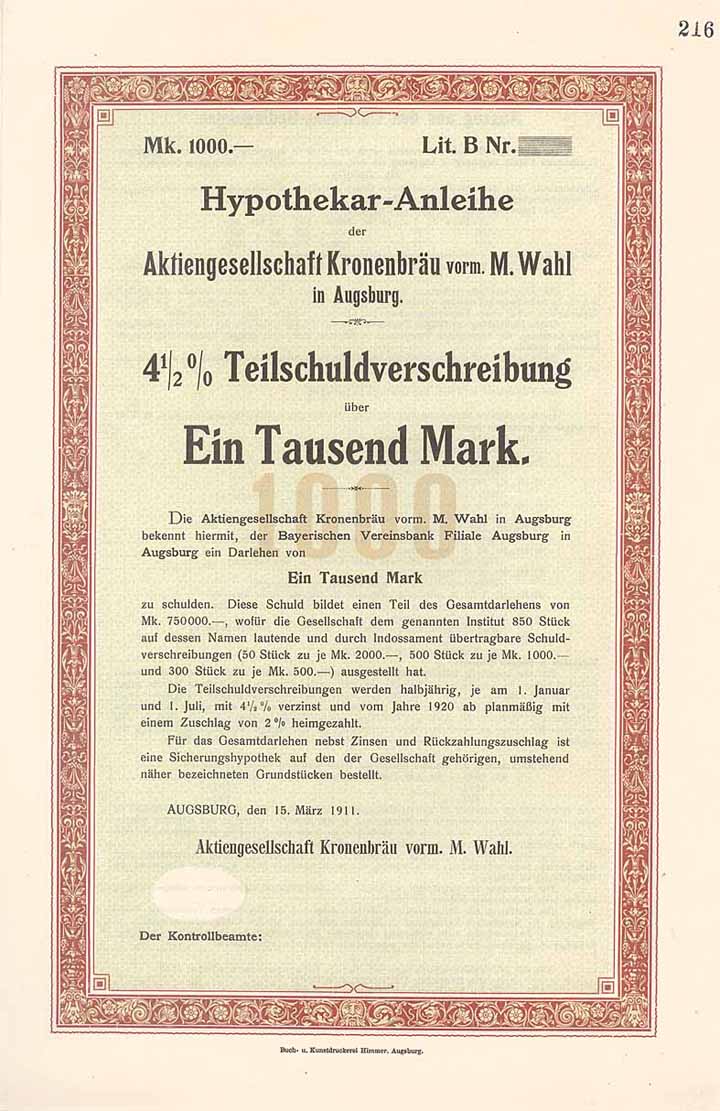 216
Mk. 1000.— Lit. B Nr.
Hypothekar-Anleihe
der
Aktiengesellschaft Kronenbräu vorm. M. Wahl
in Augsburg.
4 1/2 % Teilschuldverschreibung
über
Ein Tausend Mark.
1000
Die Aktiengesellschaft Kronenbräu vorm. M. Wahl in Augsburg
bekennt hiermit, der Bayerischen Vereinsbank Filiale Augsburg in
Augsburg ein Darlehen von
Ein Tausend Mark
zu schulden. Diese Schuld bildet einen Teil des Gesamtdarlehens von
Mk. 750000.—, wofür die Gesellschaft dem genannten Institut 850 Stück
auf dessen Namen lautende und durch Indossament übertragbare Schuld-
verschreibungen (50 Stück zu je Mk. 2000.—, 500 Stück zu je Mk. 1000.—
und 300 Stück zu je Mk. 500.—) ausgestellt hat.
Die Teilschuldverschreibungen werden halbjährig, je am 1. Januar
und 1. Juli, mit 4 1/2 % verzinst und vom Jahre 1920 ab planmäßig mit
einem Zuschlag von 2 % heimgezahlt.
Für das Gesamtdarlehen nebst Zinsen und Rückzahlungszuschlag ist
eine Sicherungshypothek auf den der Gesellschaft gehörigen, umstehend
näher bezeichneten Grundstücken bestellt.
AUGSBURG, den 15. März 1911.
Aktiengesellschaft Kronenbräu vorm. M. Wahl.
Der Kontrollbeamte:
Buch- u. Kunstdruckerei Himmer, Augsburg.